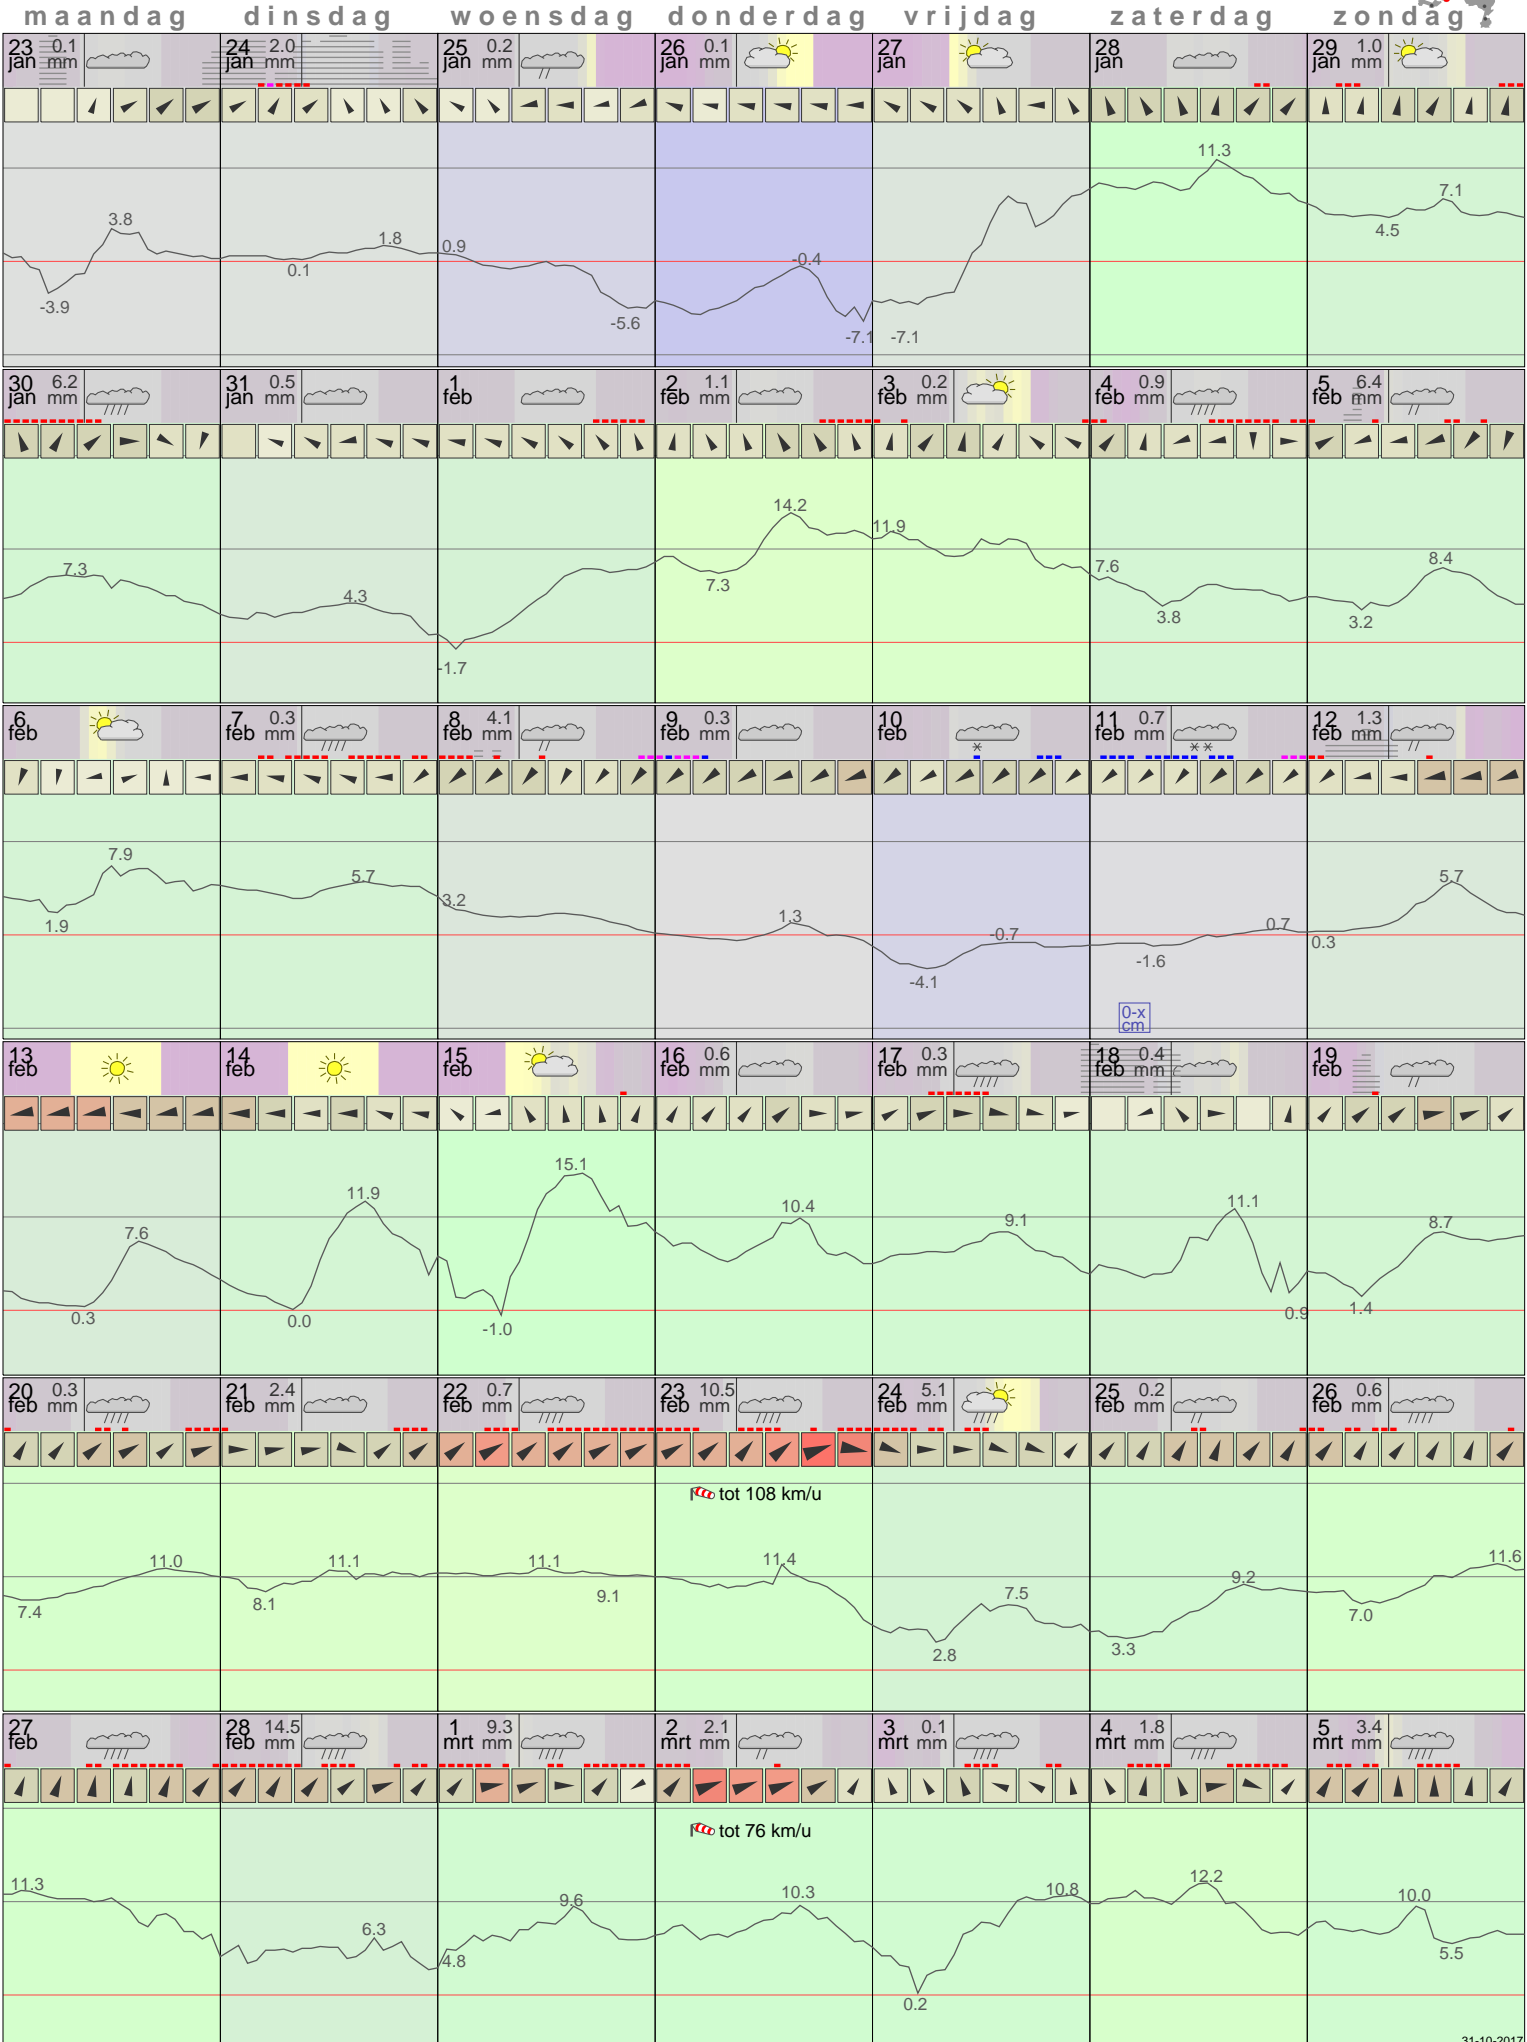 maandag dinsdag woensdag donderdag vrijdag zaterdag zondag
23 jan 0.1 mm 24 jan 2.0 mm 25 jan 0.2 mm 26 jan 0.1 mm 27 jan 28 jan 29 jan 1.0 mm
-3.9 3.8 0.1 1.8 0.9 -5.6 -0.4 -7.1 -7.1 11.3 4.5 7.1
30 jan 6.2 mm 31 jan 0.5 mm 1 feb 2 feb 1.1 mm 3 feb 0.2 mm 4 feb 0.9 mm 5 feb 6.4 mm
7.3 4.3 -1.7 7.3 14.2 11.9 7.6 3.8 3.2 8.4
6 feb 7 feb 0.3 mm 8 feb 4.1 mm 9 feb 0.3 mm 10 feb 11 feb 0.7 mm 12 feb 1.3 mm
1.9 7.9 5.7 3.2 1.3 -4.1 -0.7 -1.6 0.7 0.3 5.7
0-x
cm
13 feb 14 feb 15 feb 16 feb 0.6 mm 17 feb 0.3 mm 18 feb 0.4 mm 19 feb
0.3 7.6 0.0 11.9 -1.0 15.1 10.4 9.1 11.1 0.9 1.4 8.7
20 feb 0.3 mm 21 feb 2.4 mm 22 feb 0.7 mm 23 feb 10.5 mm 24 feb 5.1 mm 25 feb 0.2 mm 26 feb 0.6 mm
tot 108 km/u
7.4 11.0 8.1 11.1 11.1 9.1 11.4 2.8 7.5 3.3 9.2 7.0 11.6
27 feb 28 feb 14.5 mm 1 mrt 9.3 mm 2 mrt 2.1 mm 3 mrt 0.1 mm 4 mrt 1.8 mm 5 mrt 3.4 mm
tot 76 km/u
11.3 6.3 4.8 9.6 10.3 0.2 10.8 12.2 10.0 5.5
31-10-2017